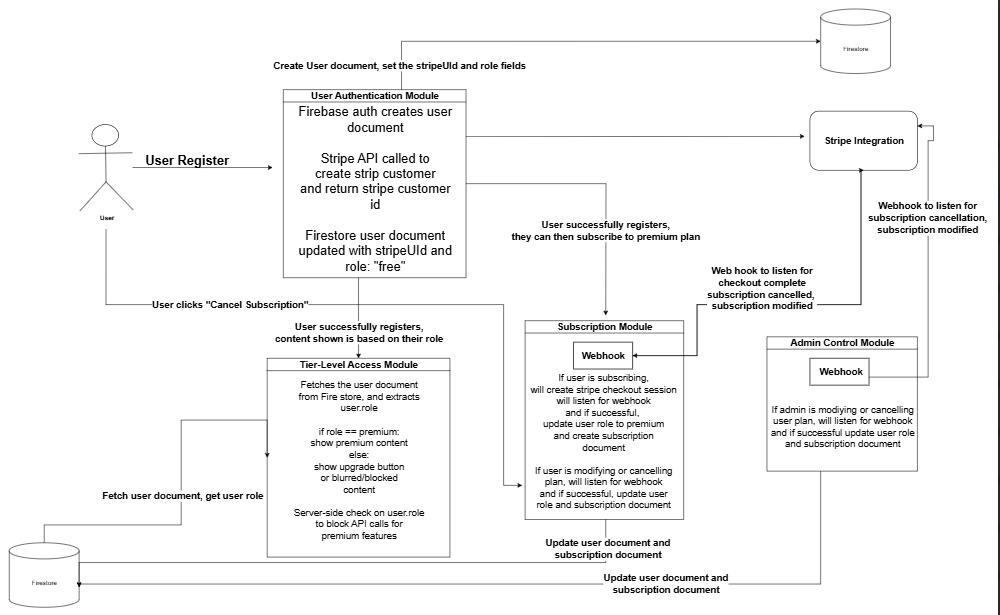 Firestore
Create User document, set the stripeUId and role fields
User Authentication Module
Firebase auth creates user
document
Stripe API called to
create strip customer
and return stripe customer
id
Firestore user document
updated with stripeUId and
role: "free"
User Register
User
Stripe Integration
Webhook to listen for
subscription cancellation,
subscription modified
User successfully registers,
they can then subscribe to premium plan
Web hook to listen for
checkout complete
subscription cancelled,
subscription modified
User clicks "Cancel Subscription"
User successfully registers,
content shown is based on their role
Subscription Module
Webhook
If user is subscribing,
will create stripe checkout session
will listen for webhook
and if successful,
update user role to premium
and create subscription
document
If user is modifying or cancelling
plan, will listen for webhook
and if successful, update user
role and subscription document
Admin Control Module
Webhook
If admin is modiying or cancelling
user plan, will listen for webhook
and if successful update user role
and subscription document
Tier-Level Access Module
Fetches the user document
from Fire store, and extracts
user.role
if role == premium:
show premium content
else:
show upgrade button
or blurred/blocked
content
Server-side check on user.role
to block API calls for
premium features
Fetch user document, get user role
Update user document and
subscription document
Update user document and
subscription document
Firestore